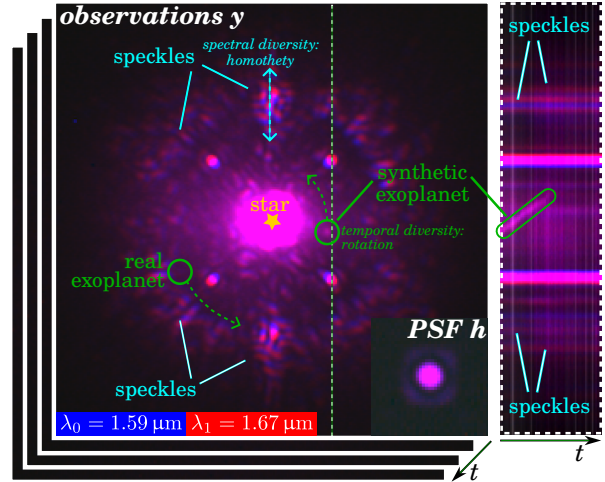 observations y
speckles
spectral diversity:
homothety
speckles
synthetic
exoplanet
star
temporal diversity:
rotation
real
exoplanet
PSF h
speckles
speckles
λ₀ = 1.59 µm
λ₁ = 1.67 µm
t
t